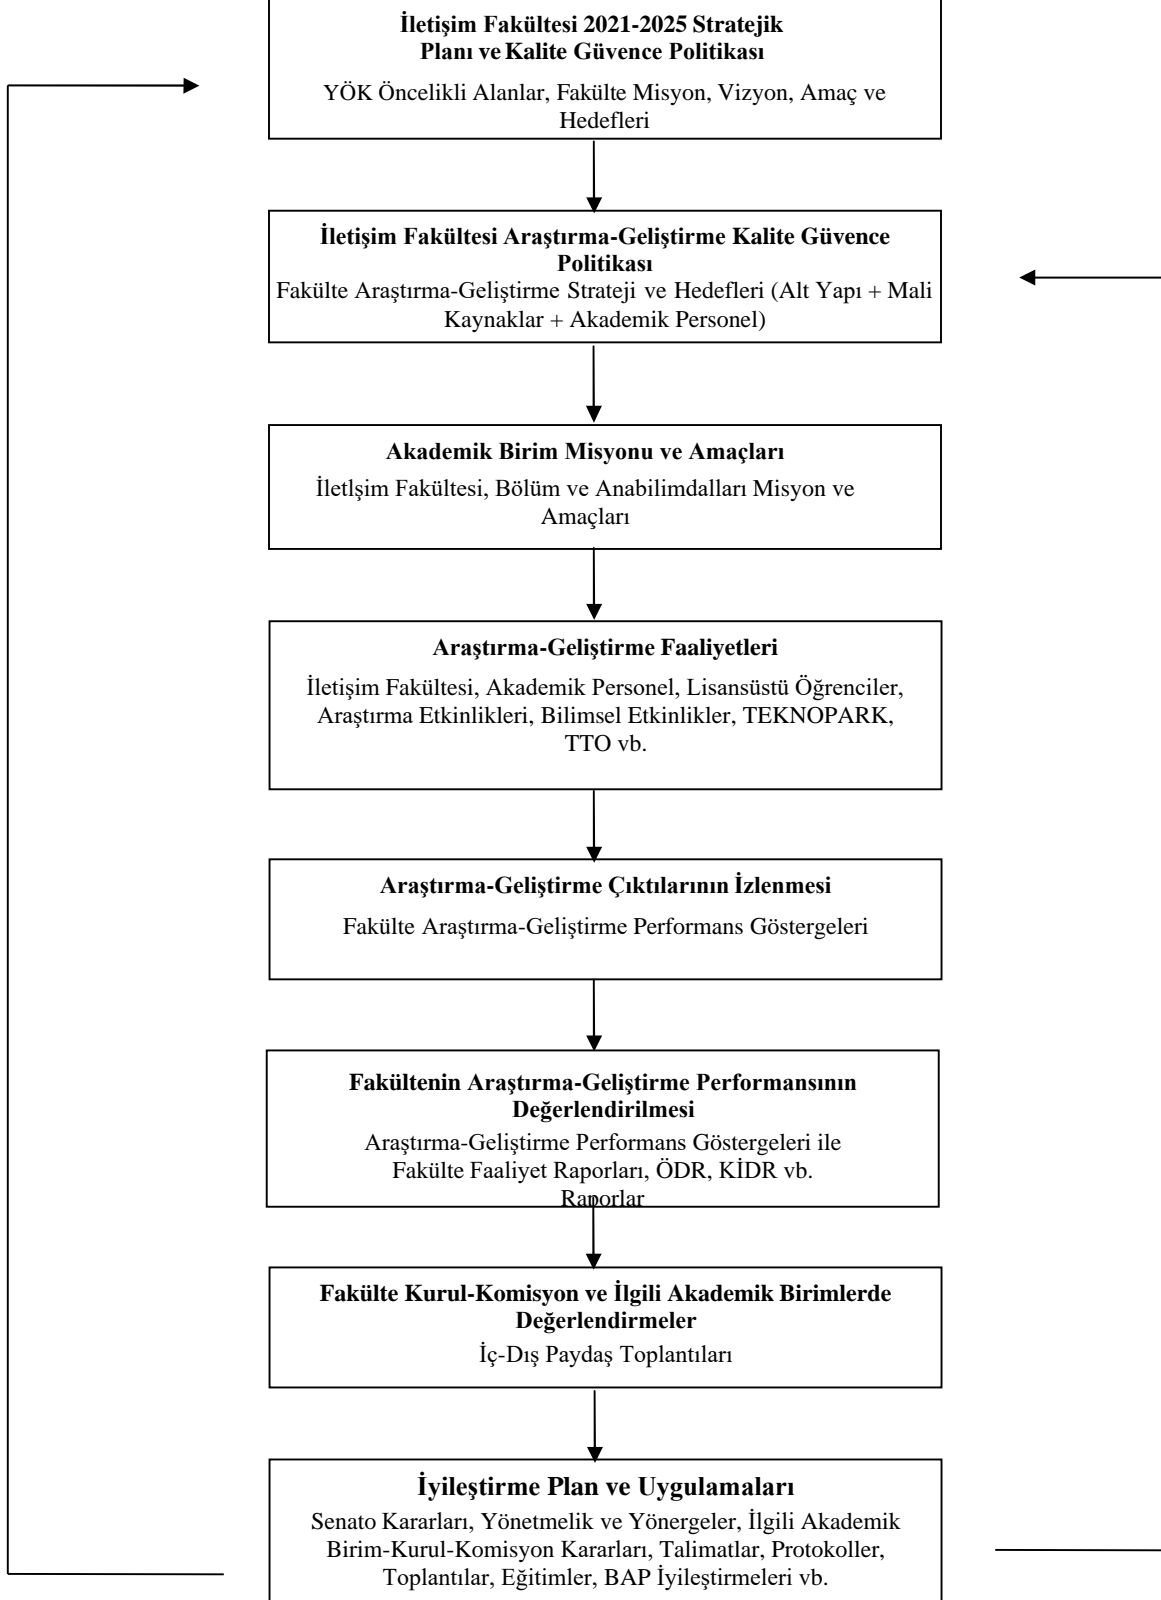 İletişim Fakültesi 2021-2025 Stratejik
Planı ve Kalite Güvence Politikası
YÖK Öncelikli Alanlar, Fakülte Misyon, Vizyon, Amaç ve
Hedefleri
İletişim Fakültesi Araştırma-Geliştirme Kalite Güvence
Politikası
Fakülte Araştırma-Geliştirme Strateji ve Hedefleri (Alt Yapı + Mali
Kaynaklar + Akademik Personel)
Akademik Birim Misyonu ve Amaçları
İletlşim Fakültesi, Bölüm ve Anabilimdalları Misyon ve
Amaçları
Araştırma-Geliştirme Faaliyetleri
İletişim Fakültesi, Akademik Personel, Lisansüstü Öğrenciler,
Araştırma Etkinlikleri, Bilimsel Etkinlikler, TEKNOPARK,
TTO vb.
Araştırma-Geliştirme Çıktılarının İzlenmesi
Fakülte Araştırma-Geliştirme Performans Göstergeleri
Fakültenin Araştırma-Geliştirme Performansının
Değerlendirilmesi
Araştırma-Geliştirme Performans Göstergeleri ile
Fakülte Faaliyet Raporları, ÖDR, KİDR vb.
Raporlar
Fakülte Kurul-Komisyon ve İlgili Akademik Birimlerde
Değerlendirmeler
İç-Dış Paydaş Toplantıları
İyileştirme Plan ve Uygulamaları
Senato Kararları, Yönetmelik ve Yönergeler, İlgili Akademik
Birim-Kurul-Komisyon Kararları, Talimatlar, Protokoller,
Toplantılar, Eğitimler, BAP İyileştirmeleri vb.